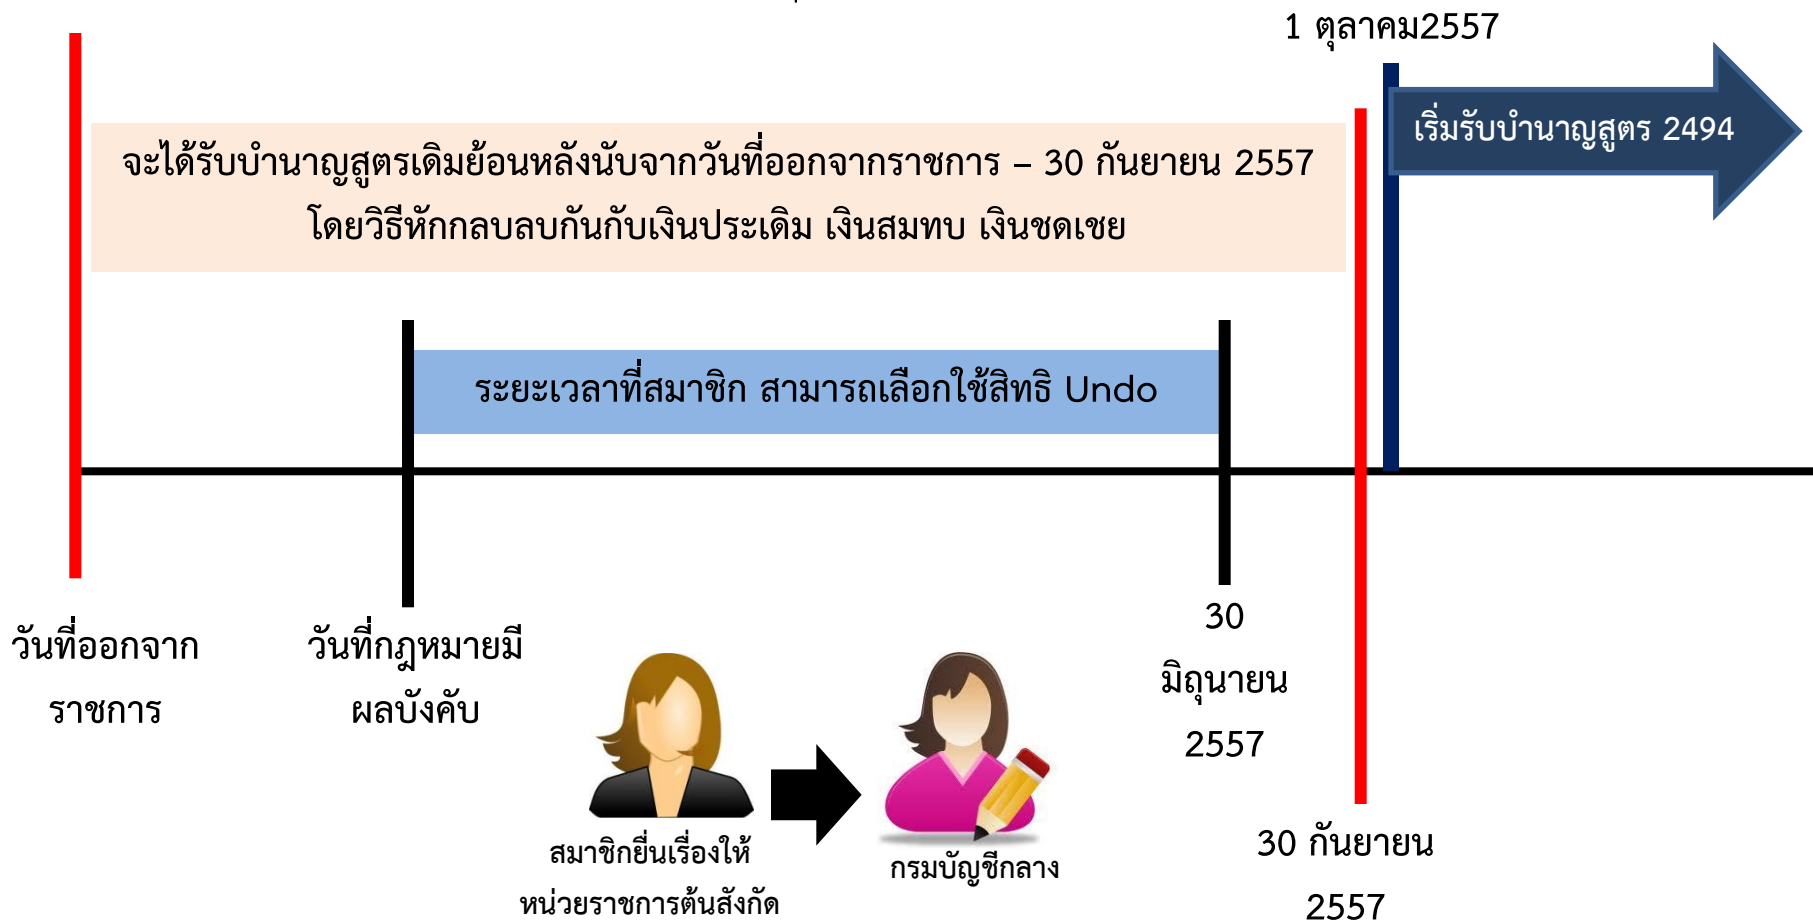 1 ตุลาคม2557
เริ่มรับบำนาญสูตร 2494
จะได้รับบำนาญสูตรเดิมย้อนหลังนับจากวันที่ออกจากราชการ – 30 กันยายน 2557
โดยวิธีหักกลบลบกันกับเงินประเดิม เงินสมทบ เงินชดเชย
ระยะเวลาที่สมาชิก สามารถเลือกใช้สิทธิ Undo
วันที่ออกจาก
ราชการ
วันที่กฎหมายมี
ผลบังคับ
30
มิถุนายน
2557
สมาชิกยื่นเรื่องให้
หน่วยราชการต้นสังกัด
กรมบัญชีกลาง
30 กันยายน
2557